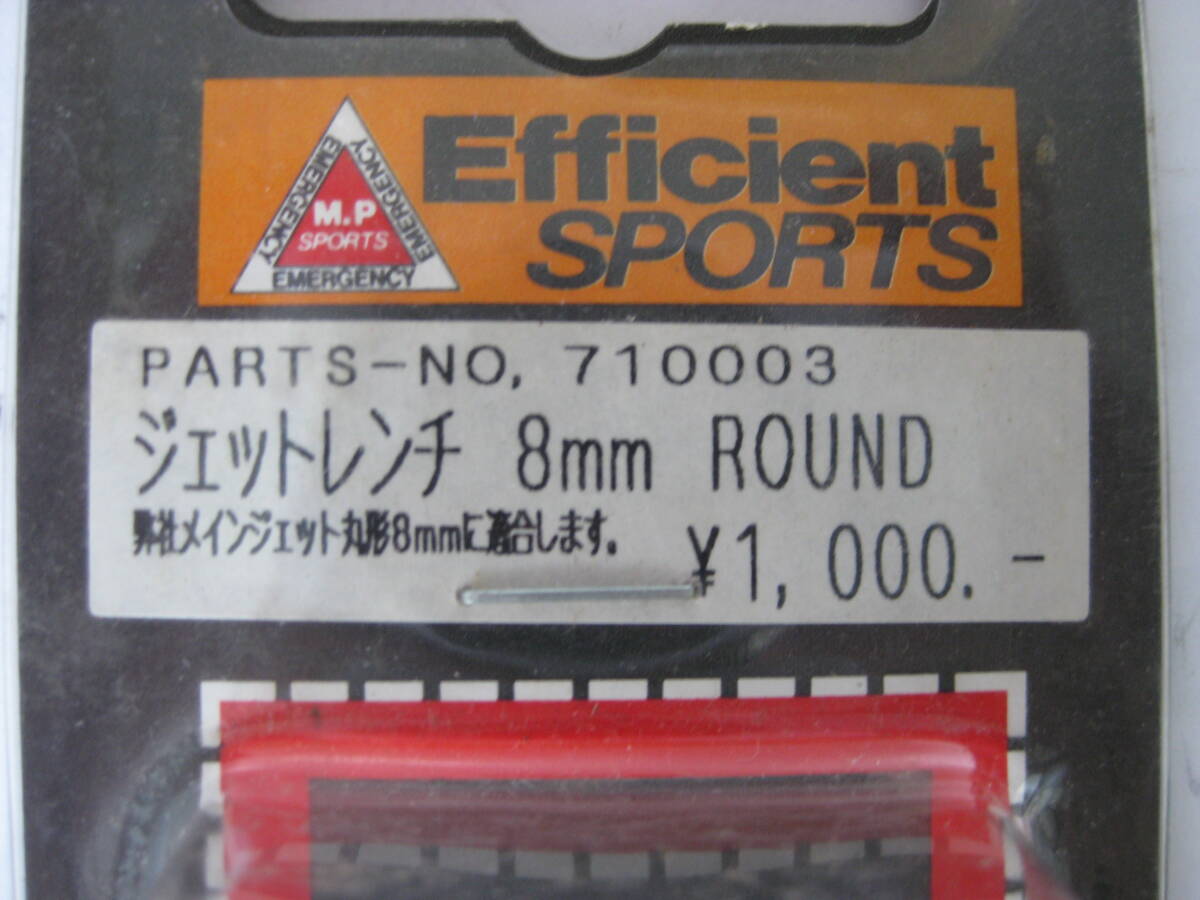 EMERGENCY
EMERGENCY
M.P
SPORTS
EMERGENCY
Efficient
SPORTS
PARTS-NO, 710003
ジェットレンチ 8mm ROUND
弊社メインジェット丸形8mmに適合します。
¥1, 000. -